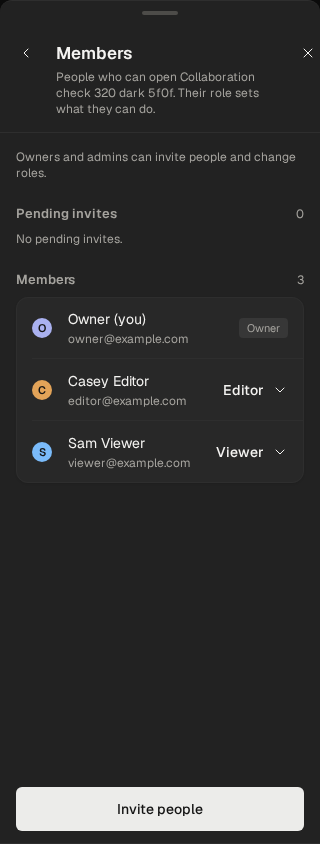 Members
People who can open Collaboration
check 320 dark 5f0f. Their role sets
what they can do.
Owners and admins can invite people and change
roles.
Pending invites 0
No pending invites.
Members 3
O Owner (you) Owner
owner@example.com
C Casey Editor Editor
editor@example.com
S Sam Viewer Viewer
viewer@example.com
Invite people